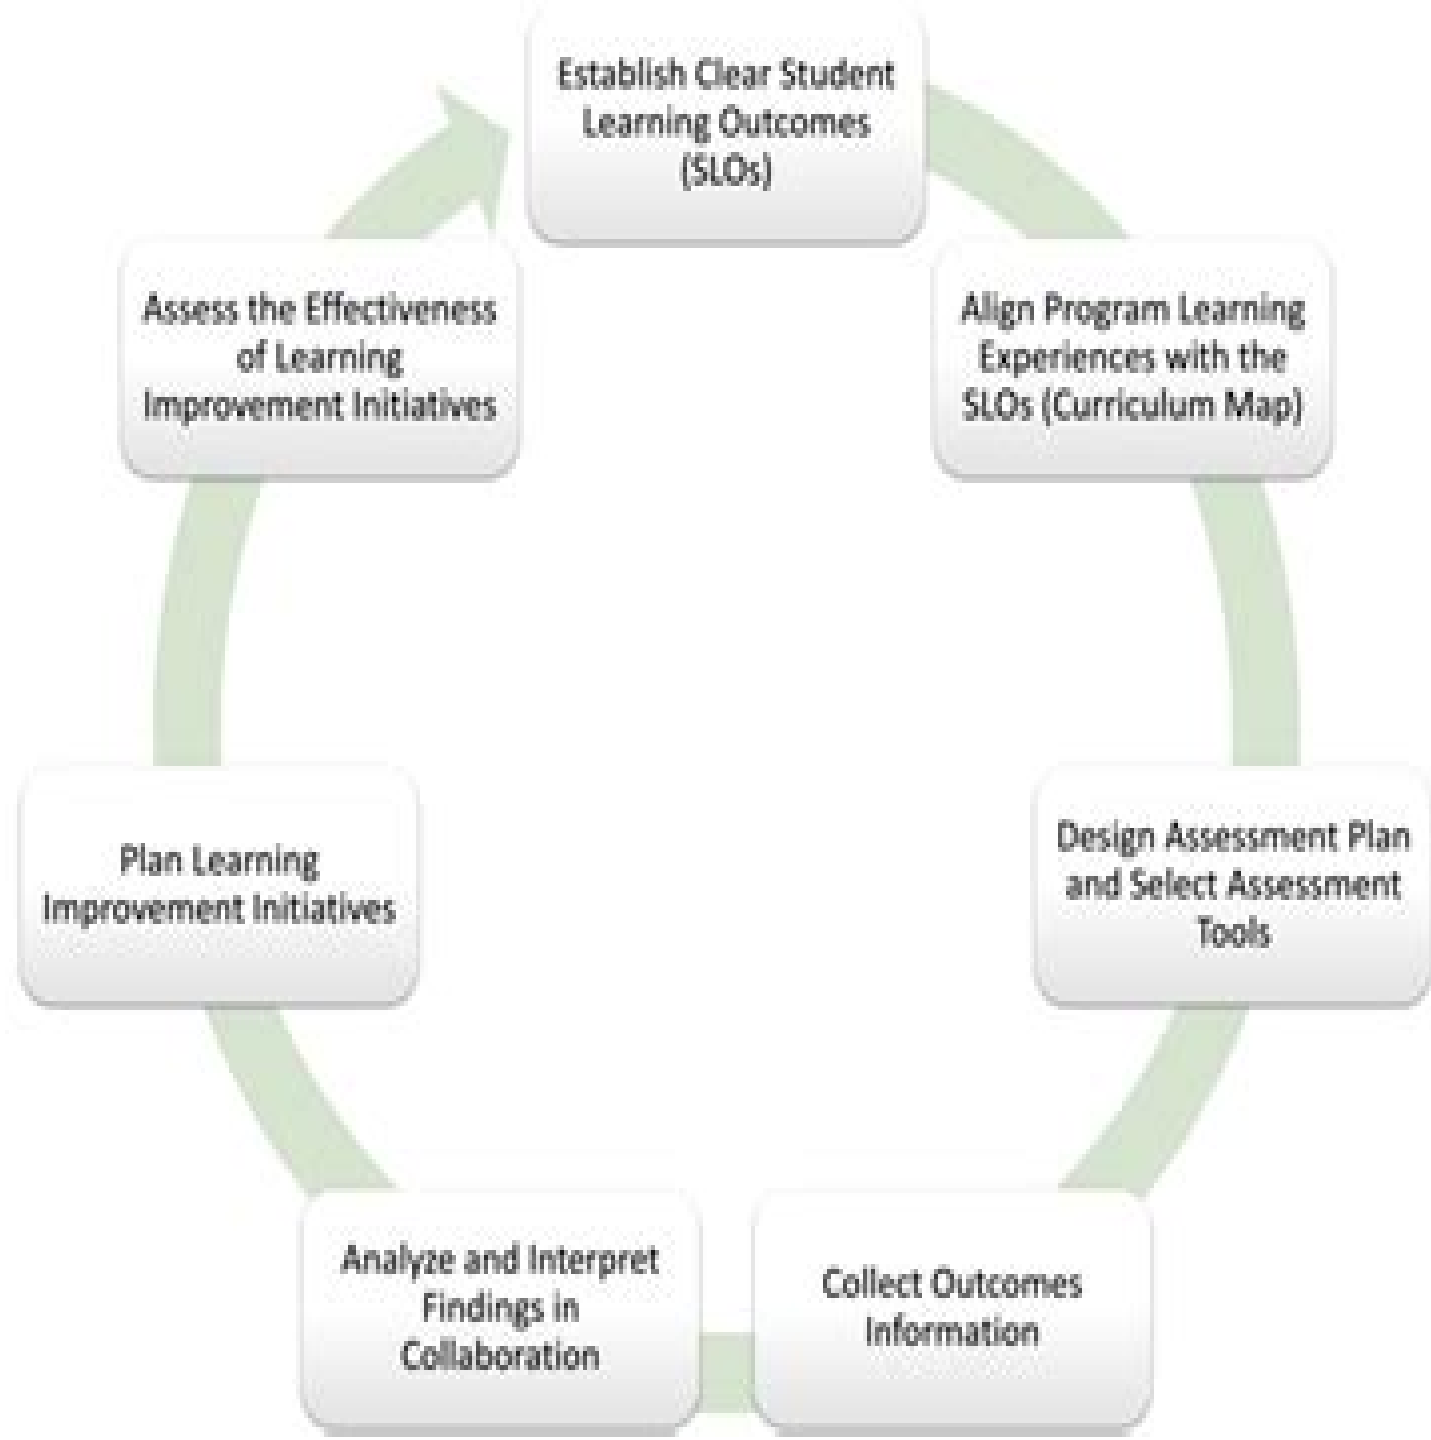 Establish Clear Student
Learning Outcomes
(SLOs)
Align Program Learning
Experiences with the
SLOs (Curriculum Map)
Design Assessment Plan
and Select Assessment
Tools
Collect Outcomes
Information
Analyze and Interpret
Findings in
Collaboration
Plan Learning
Improvement Initiatives
Assess the Effectiveness
of Learning
Improvement Initiatives